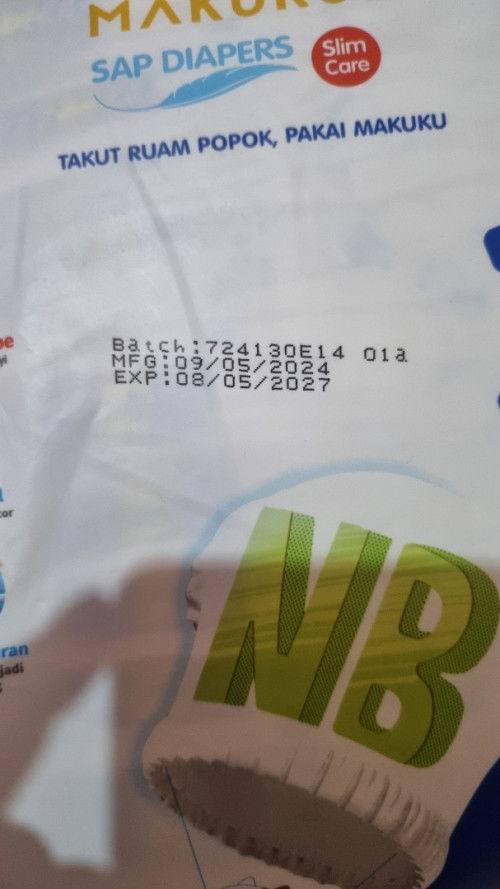 SAP DIAPERS
Slim
Care
TAKUT RUAM POPOK, PAKAI MAKUKU
Batch:724130E14 01a
MFG:09/05/2024
EXP:08/05/2027
NB